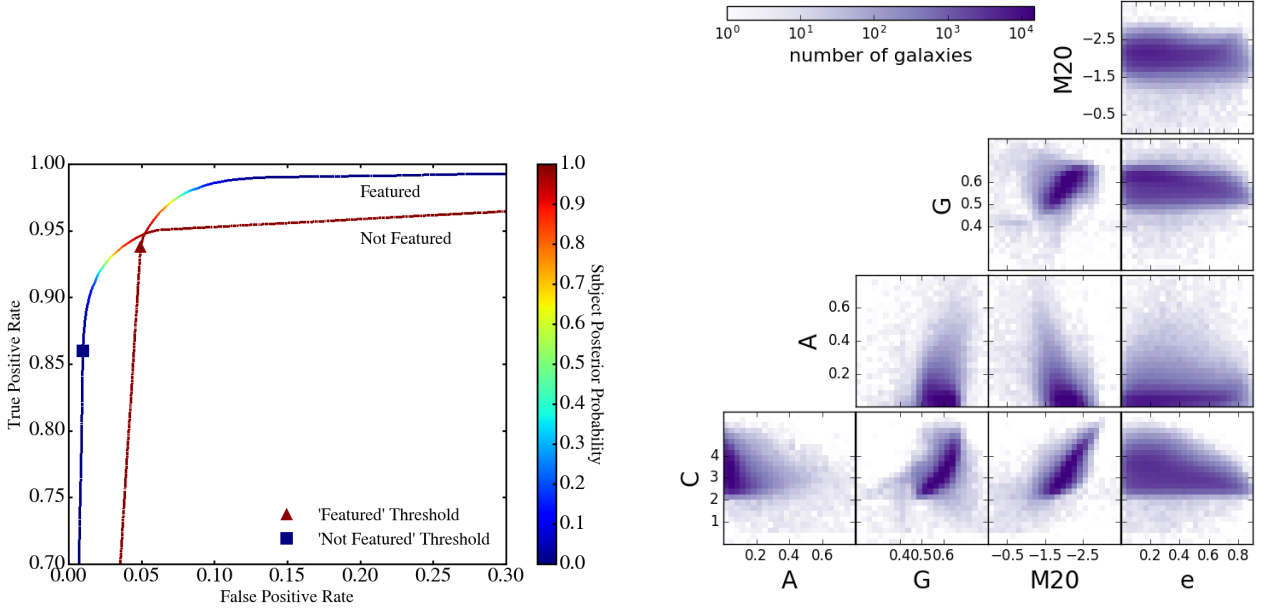 1.00
0.95
0.90
0.85
0.80
0.75
0.70
True Positive Rate
0.00 0.05 0.10 0.15 0.20 0.25 0.30
False Positive Rate
Featured
Not Featured
'Featured' Threshold
'Not Featured' Threshold
1.0
0.9
0.8
0.7
0.6
0.5
0.4
0.3
0.2
0.1
0.0
Subject Posterior Probability
10⁰ 10¹ 10² 10³ 10⁴
number of galaxies
M20
−2.5
−1.5
−0.5
G
0.6
0.5
0.4
A
0.6
0.4
0.2
C
4
3
2
1
0.2 0.6
0.40.50.6
−0.5 −1.5 −2.5
0.2 0.4 0.6 0.8
A G M20 e